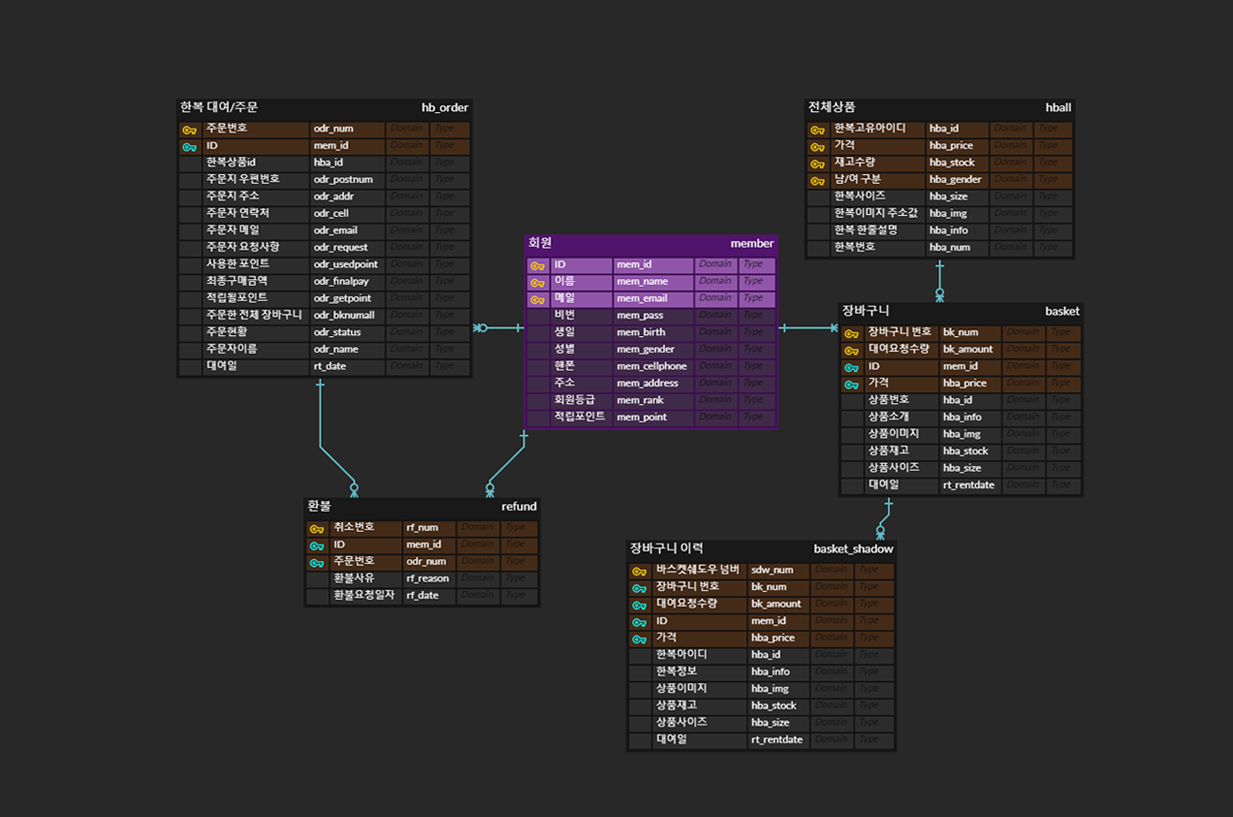 한복 대여/주문 hb_order
주문번호 odr_num Domain Type
ID mem_id Domain Type
한복상품id hba_id Domain Type
주문지 우편번호 odr_postnum Domain Type
주문지 주소 odr_addr Domain Type
주문자 연락처 odr_cell Domain Type
주문자 메일 odr_email Domain Type
주문자 요청사항 odr_request Domain Type
사용한 포인트 odr_usedpoint Domain Type
최종구매금액 odr_finalpay Domain Type
적립될포인트 odr_getpoint Domain Type
주문한 전체 장바구니 odr_bknumall Domain Type
주문현황 odr_status Domain Type
주문자이름 odr_name Domain Type
대여일 rt_date Domain Type
전체상품 hball
한복고유아이디 hba_id Domain Type
가격 hba_price Domain Type
재고수량 hba_stock Domain Type
남/여 구분 hba_gender Domain Type
한복사이즈 hba_size Domain Type
한복이미지 주소값 hba_img Domain Type
한복 한줄설명 hba_info Domain Type
한복번호 hba_num Domain Type
회원 member
ID mem_id Domain Type
이름 mem_name Domain Type
메일 mem_email Domain Type
비번 mem_pass Domain Type
생일 mem_birth Domain Type
성별 mem_gender Domain Type
핸폰 mem_cellphone Domain Type
주소 mem_address Domain Type
회원등급 mem_rank Domain Type
적립포인트 mem_point Domain Type
장바구니 basket
장바구니 번호 bk_num Domain Type
대여요청수량 bk_amount Domain Type
ID mem_id Domain Type
가격 hba_price Domain Type
상품번호 hba_id Domain Type
상품소개 hba_info Domain Type
상품이미지 hba_img Domain Type
상품재고 hba_stock Domain Type
상품사이즈 hba_size Domain Type
대여일 rt_rentdate Domain Type
환불 refund
취소번호 rf_num Domain Type
ID mem_id Domain Type
주문번호 odr_num Domain Type
환불사유 rf_reason Domain Type
환불요청일자 rf_date Domain Type
장바구니 이력 basket_shadow
바스켓쉐도우 넘버 sdw_num Domain Type
장바구니 번호 bk_num Domain Type
대여요청수량 bk_amount Domain Type
ID mem_id Domain Type
가격 hba_price Domain Type
한복아이디 hba_id Domain Type
한복정보 hba_info Domain Type
상품이미지 hba_img Domain Type
상품재고 hba_stock Domain Type
상품사이즈 hba_size Domain Type
대여일 rt_rentdate Domain Type